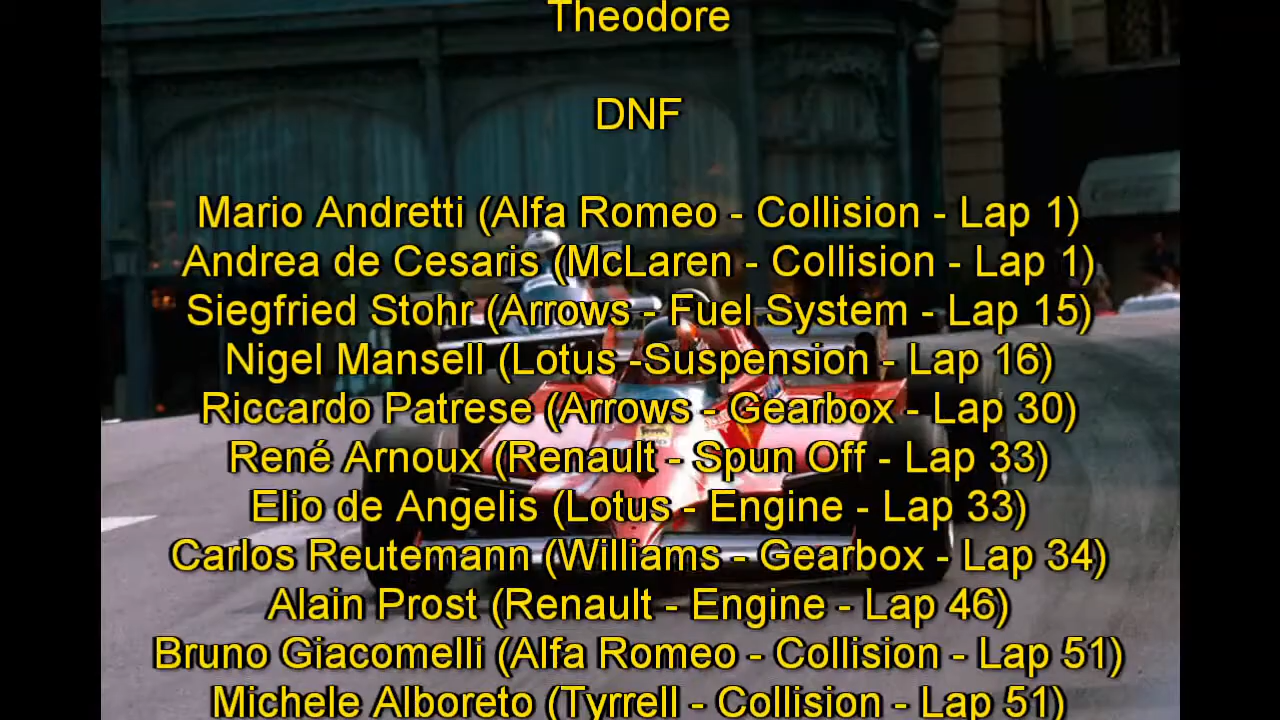 Theodore
DNF
Mario Andretti (Alfa Romeo - Collision - Lap 1)
Andrea de Cesaris (McLaren - Collision - Lap 1)
Siegfried Stohr (Arrows - Fuel System - Lap 15)
Nigel Mansell (Lotus -Suspension - Lap 16)
Riccardo Patrese (Arrows - Gearbox - Lap 30)
René Arnoux (Renault - Spun Off - Lap 33)
Elio de Angelis (Lotus - Engine - Lap 33)
Carlos Reutemann (Williams - Gearbox - Lap 34)
Alain Prost (Renault - Engine - Lap 46)
Bruno Giacomelli (Alfa Romeo - Collision - Lap 51)
Michele Alboreto (Tyrrell - Collision - Lap 51)